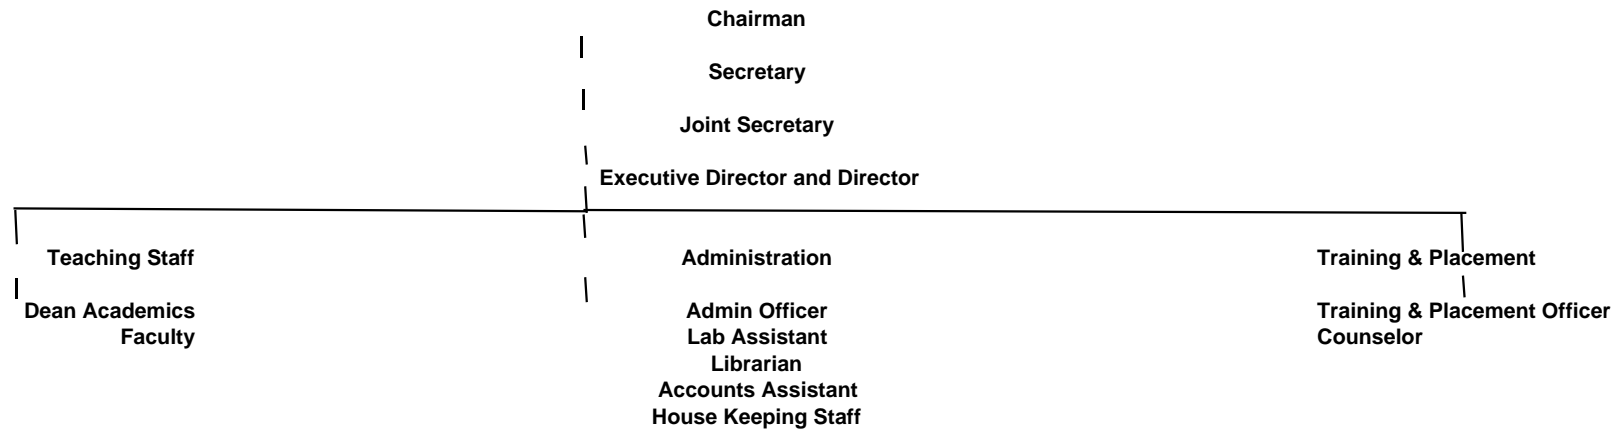 Chairman
Secretary
Joint Secretary
Executive Director and Director
Teaching Staff
Administration
Training & Placement
Dean Academics
Admin Officer
Training & Placement Officer
Faculty
Lab Assistant
Counselor
Librarian
Accounts Assistant
House Keeping Staff